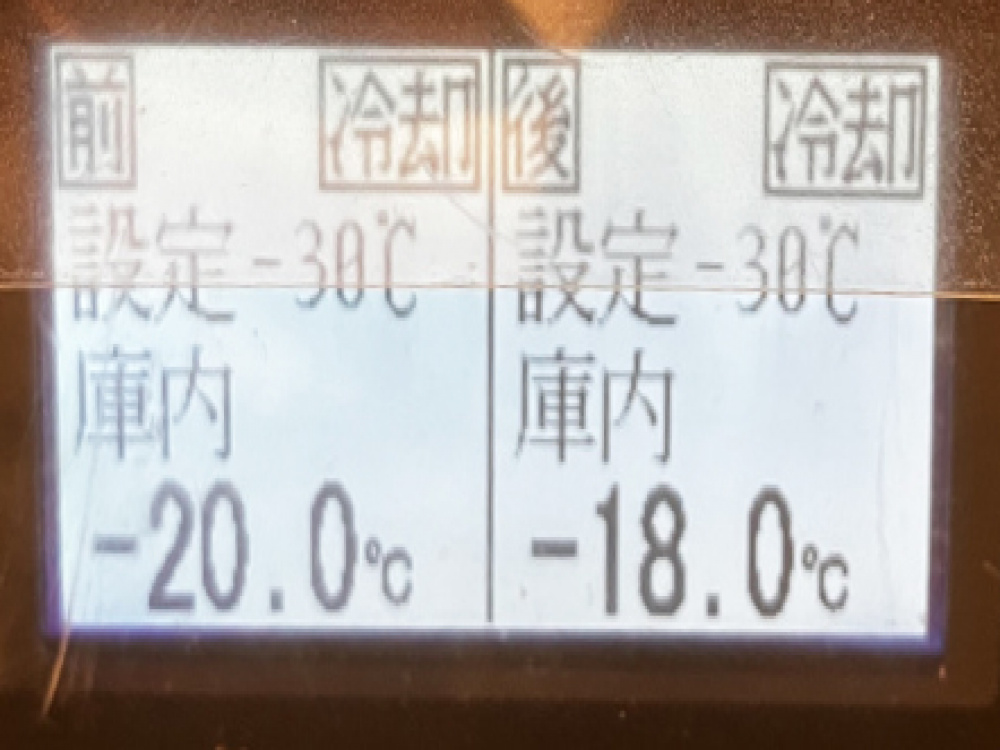 前 冷却
設定 -30℃
庫内
-20.0℃
後 冷却
設定 -30℃
庫内
-18.0℃